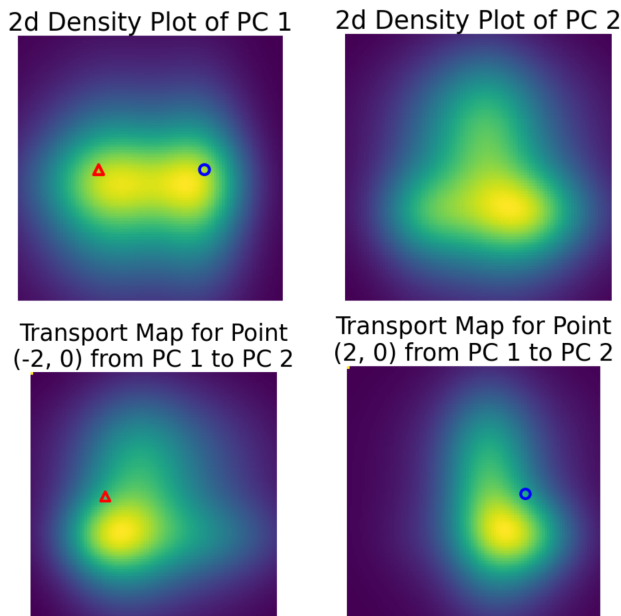 2d Density Plot of PC 1
2d Density Plot of PC 2
Transport Map for Point
(-2, 0) from PC 1 to PC 2
Transport Map for Point
(2, 0) from PC 1 to PC 2